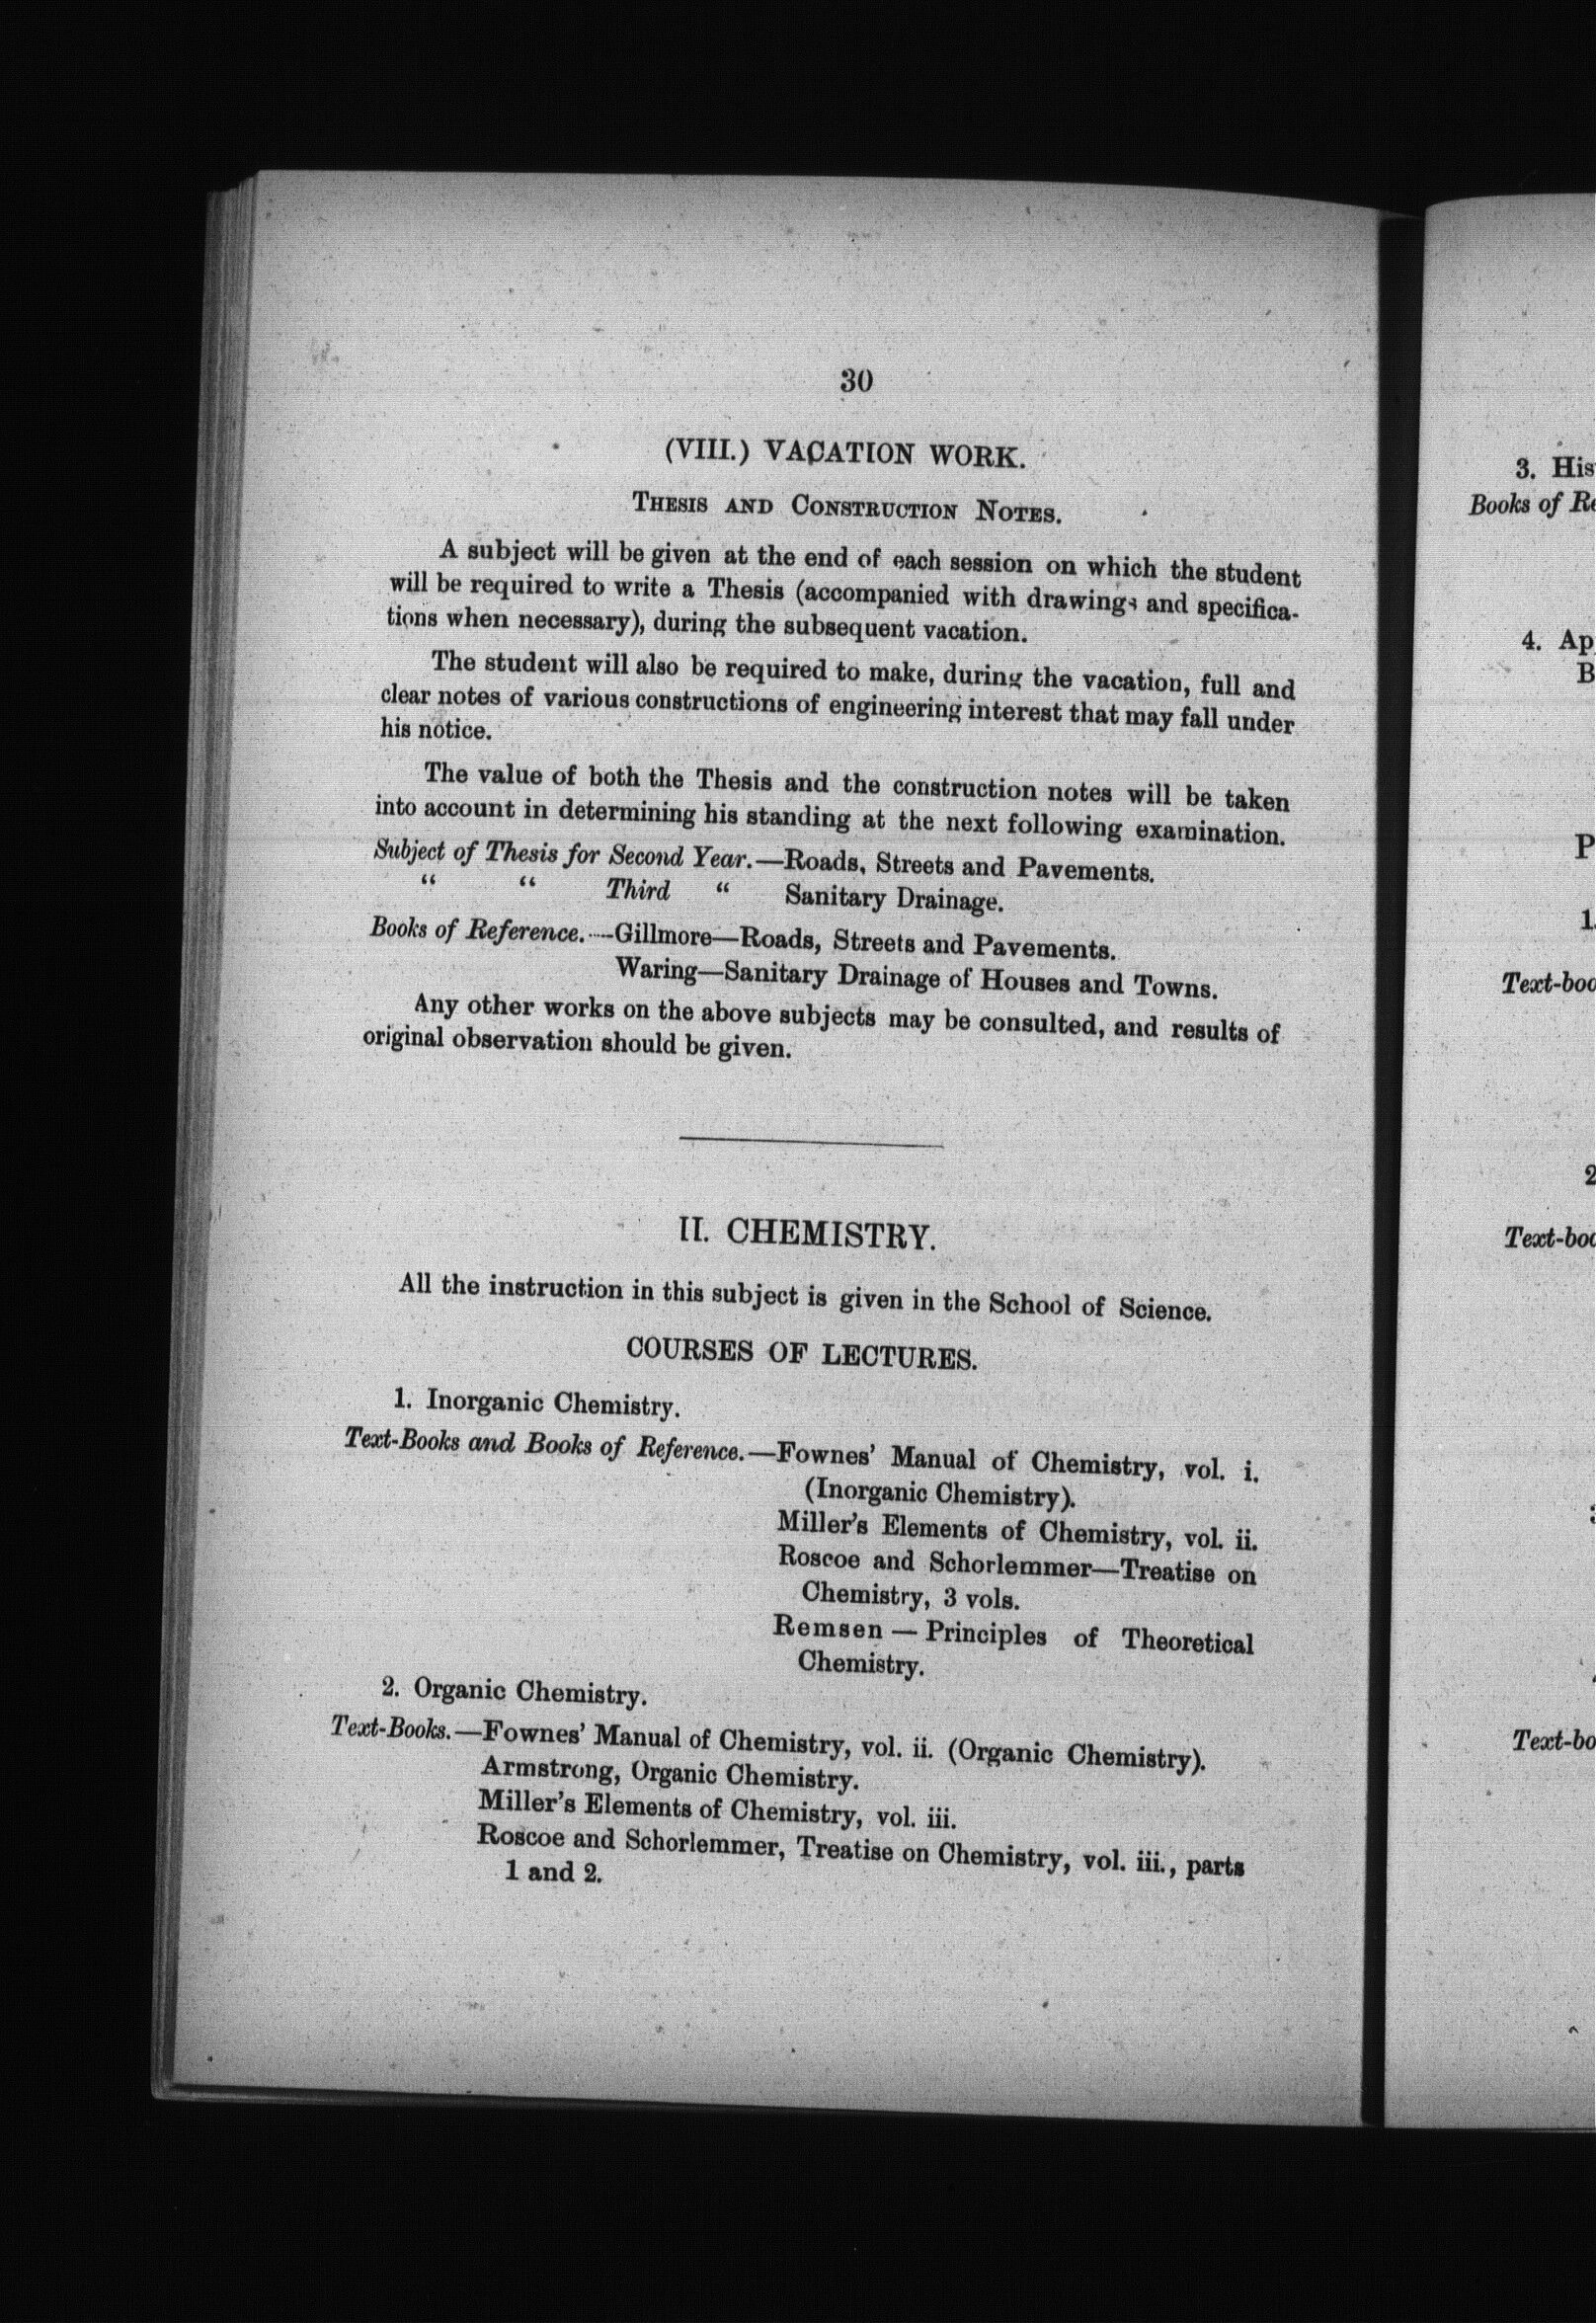 30
(VIII.) VACATION WORK.
THESIS AND CONSTRUCTION NOTES.
A subject will be given at the end of each session on which the student
will be required to write a Thesis (accompanied with drawings and specifica-
tions when necessary), during the subsequent vacation.
The student will also be required to make, during the vacation, full and
clear notes of various constructions of engineering interest that may fall under
his notice.
The value of both the Thesis and the construction notes will be taken
into account in determining his standing at the next following examination.
Subject of Thesis for Second Year.—Roads, Streets and Pavements.
“ “ Third “ Sanitary Drainage.
Books of Reference.—Gillmore—Roads, Streets and Pavements.
Waring—Sanitary Drainage of Houses and Towns.
Any other works on the above subjects may be consulted, and results of
original observation should be given.
II. CHEMISTRY.
All the instruction in this subject is given in the School of Science.
COURSES OF LECTURES.
1. Inorganic Chemistry.
Text-Books and Books of Reference.—Fownes’ Manual of Chemistry, vol. i.
(Inorganic Chemistry).
Miller’s Elements of Chemistry, vol. ii.
Roscoe and Schorlemmer—Treatise on
Chemistry, 3 vols.
Remsen — Principles of Theoretical
Chemistry.
2. Organic Chemistry.
Text-Books.—Fownes’ Manual of Chemistry, vol. ii. (Organic Chemistry).
Armstrong, Organic Chemistry.
Miller’s Elements of Chemistry, vol. iii.
Roscoe and Schorlemmer, Treatise on Chemistry, vol. iii., parts
1 and 2.
3. His
Books of Re
4. Ap
B
P
1.
Text-boo
2
Text-boo
Text-bo